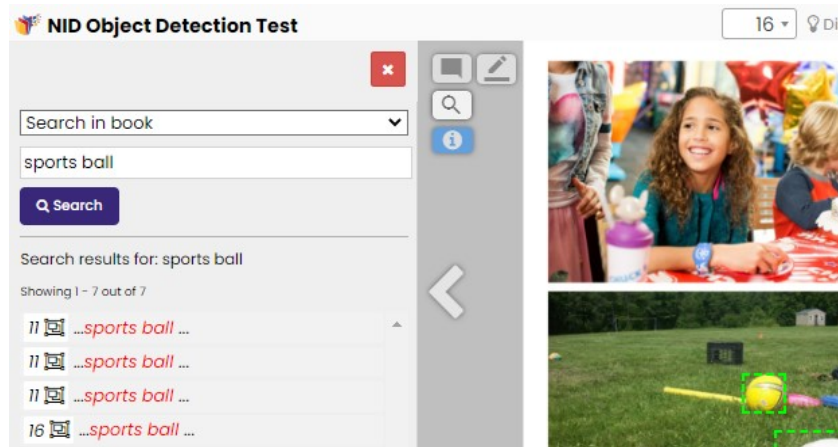 NID Object Detection Test
16
Di
Search in book
sports ball
Search
Search results for: sports ball
Showing 1 - 7 out of 7
11 ...sports ball ...
11 ...sports ball ...
11 ...sports ball ...
16 ...sports ball ...